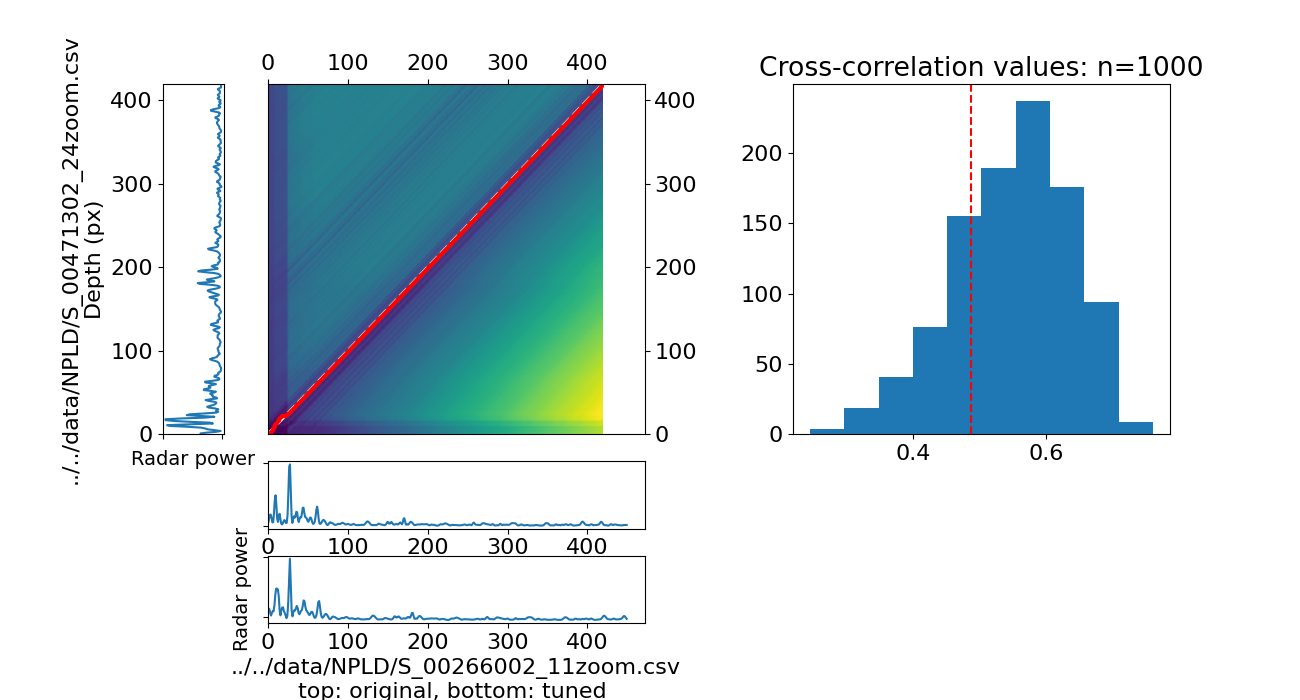 0 100 200 300 400
Cross-correlation values: n=1000
../../data/NPLD/S_00471302_24zoom.csv
Depth (px)
400
300
200
100
0
400
300
200
100
0
200
150
100
50
0
0.4 0.6
Radar power
0 100 200 300 400
Radar power
0 100 200 300 400
../../data/NPLD/S_00266002_11zoom.csv
top: original, bottom: tuned